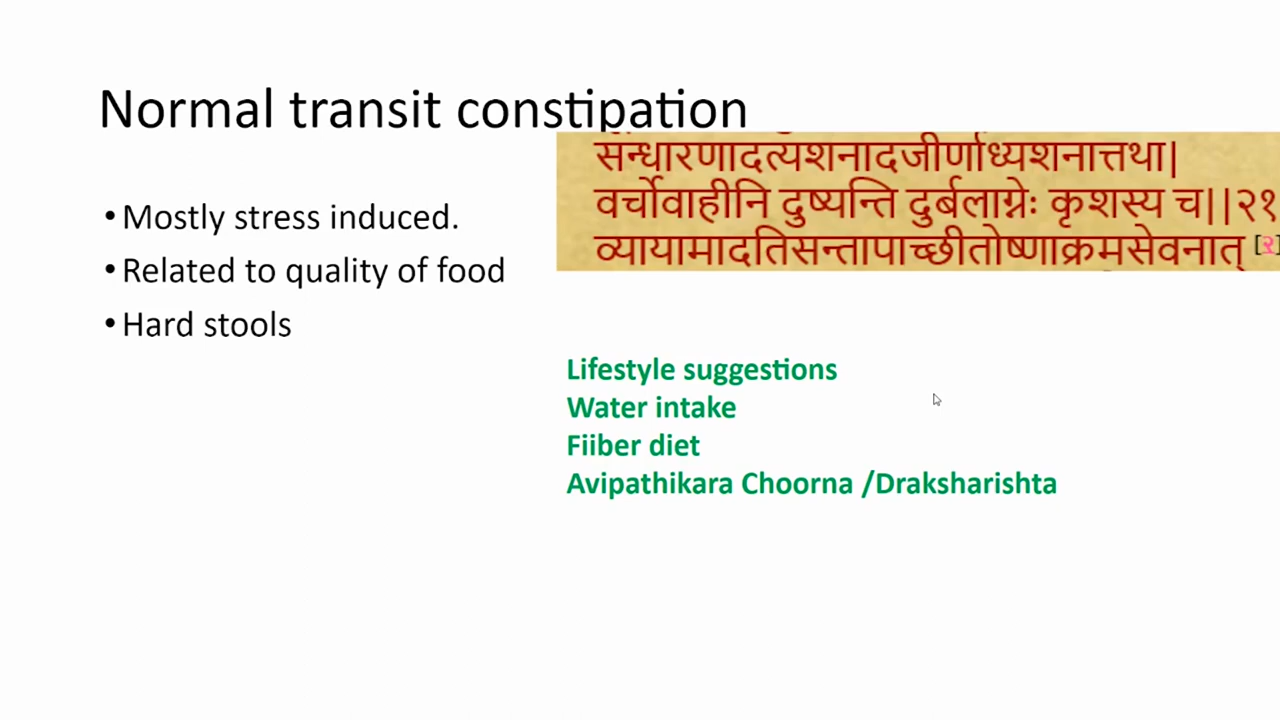 Normal transit constipation
सन्धारणादत्यशनादजीर्णाध्यशनात्तथा|
वर्चोवाहीनि दुष्यन्ति दुर्बलाग्नेः कृशस्य च||२१
व्यायामादतिसन्तापाच्छीतोष्णाक्रमसेवनात् [२]
• Mostly stress induced.
• Related to quality of food
• Hard stools
Lifestyle suggestions
Water intake
Fiiber diet
Avipathikara Choorna /Draksharishta